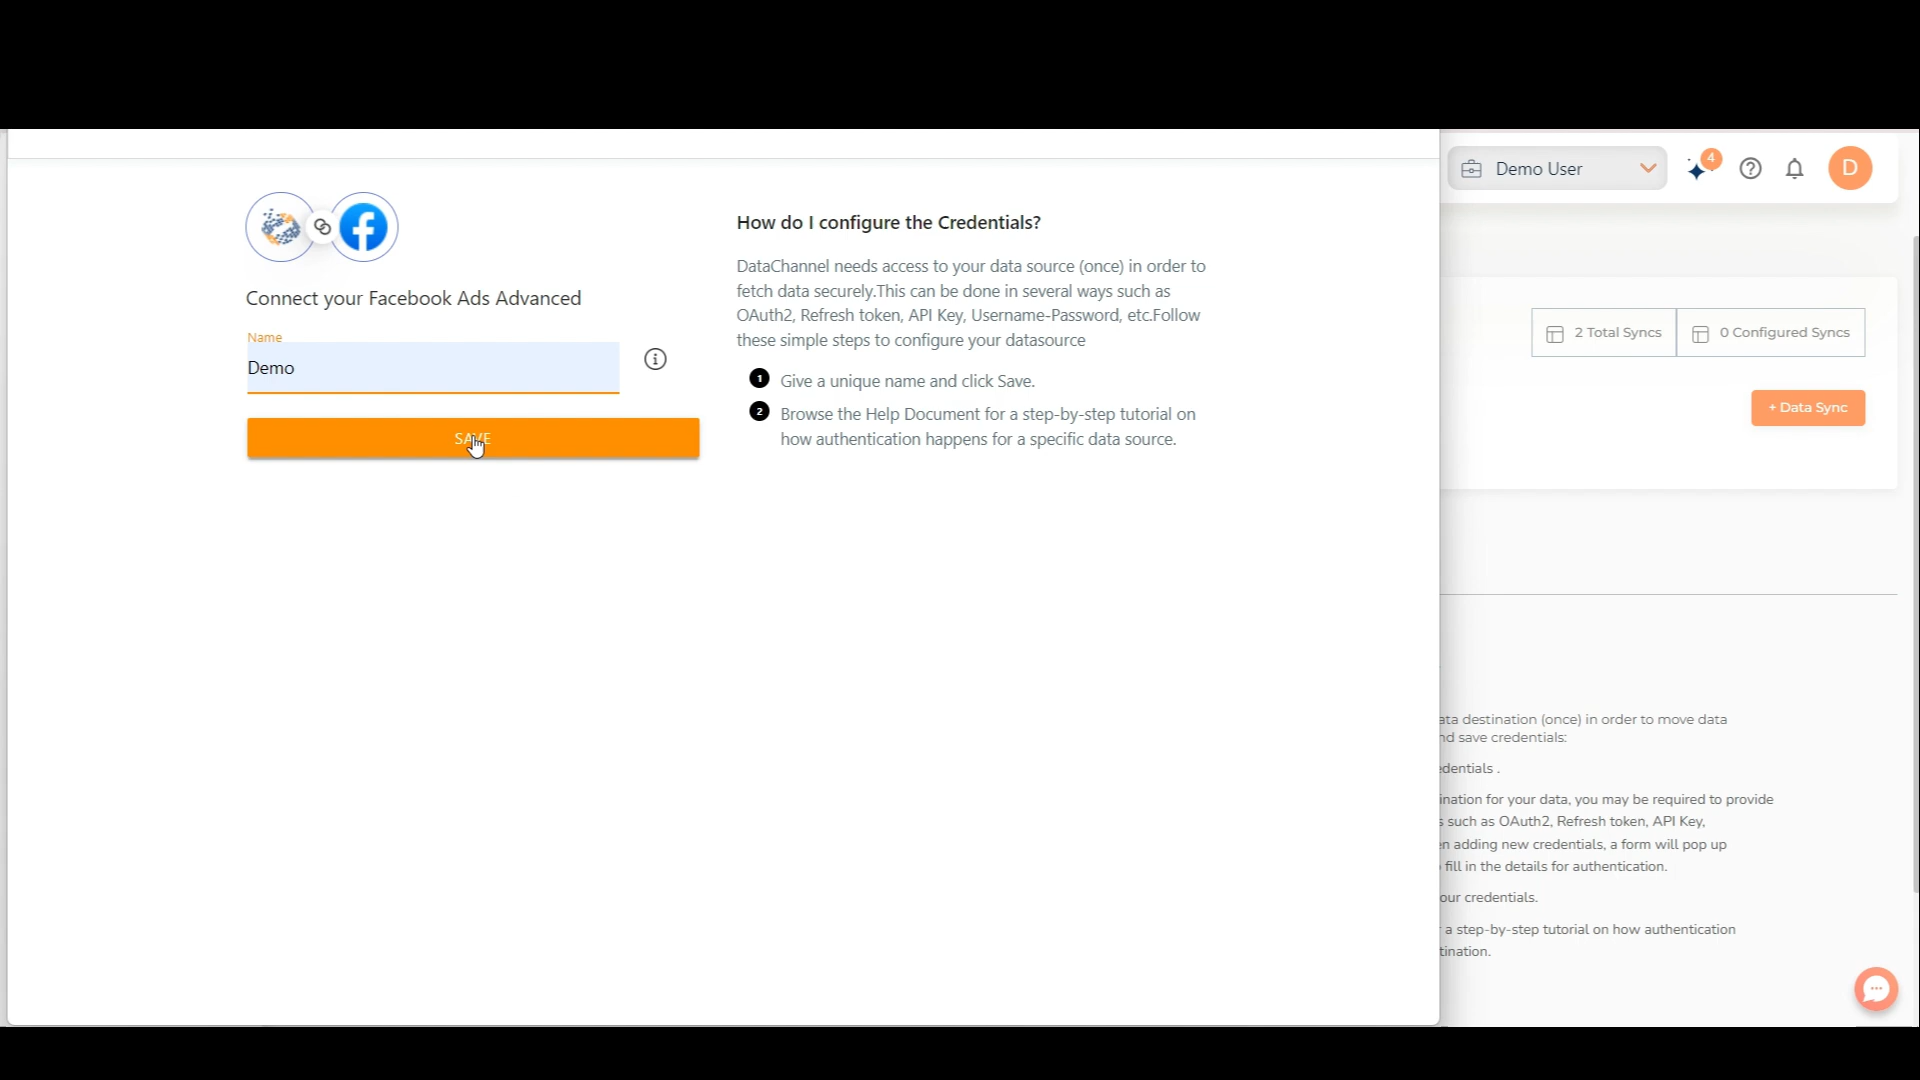 Connect your Facebook Ads Advanced
Name
Demo
SAVE
How do I configure the Credentials?
DataChannel needs access to your data source (once) in order to
fetch data securely.This can be done in several ways such as
OAuth2, Refresh token, API Key, Username-Password, etc.Follow
these simple steps to configure your datasource
1 Give a unique name and click Save.
2 Browse the Help Document for a step-by-step tutorial on
how authentication happens for a specific data source.
Demo User
4
D
2 Total Syncs
0 Configured Syncs
+ Data Sync
destination (once) in order to move data
save credentials:
for your data, you may be required to provide
such as OAuth2, Refresh token, API Key,
adding new credentials, a form will pop up
fill in the details for authentication.
credentials.
a step-by-step tutorial on how authentication